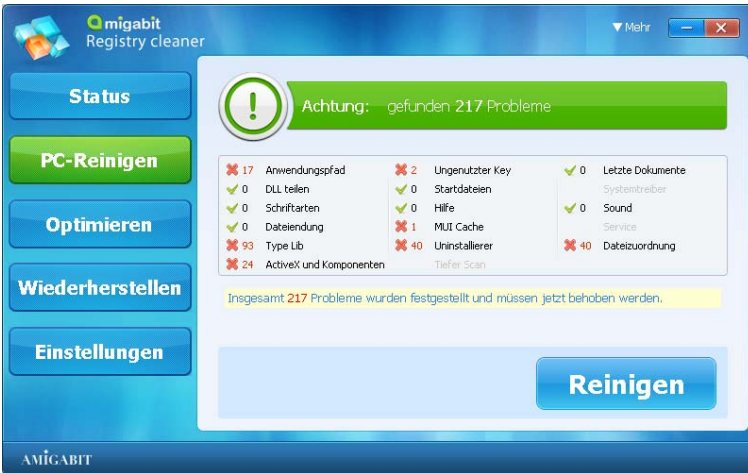 amigabit
Registry cleaner
Mehr
Status
PC-Reinigen
Optimieren
Wiederherstellen
Einstellungen
Achtung: gefunden 217 Probleme
17 Anwendungspfad 2 Ungenutzter Key 0 Letzte Dokumente
0 DLL teilen 0 Startdateien Systemtreiber
0 Schriftarten 0 Hilfe 0 Sound
0 Dateiendung 1 MUI Cache Service
93 Type Lib 40 Uninstallierer 40 Dateizuordnung
24 ActiveX und Komponenten Tiefer Scan
Insgesamt 217 Probleme wurden festgestellt und müssen jetzt behoben werden.
Reinigen
AMIGABIT